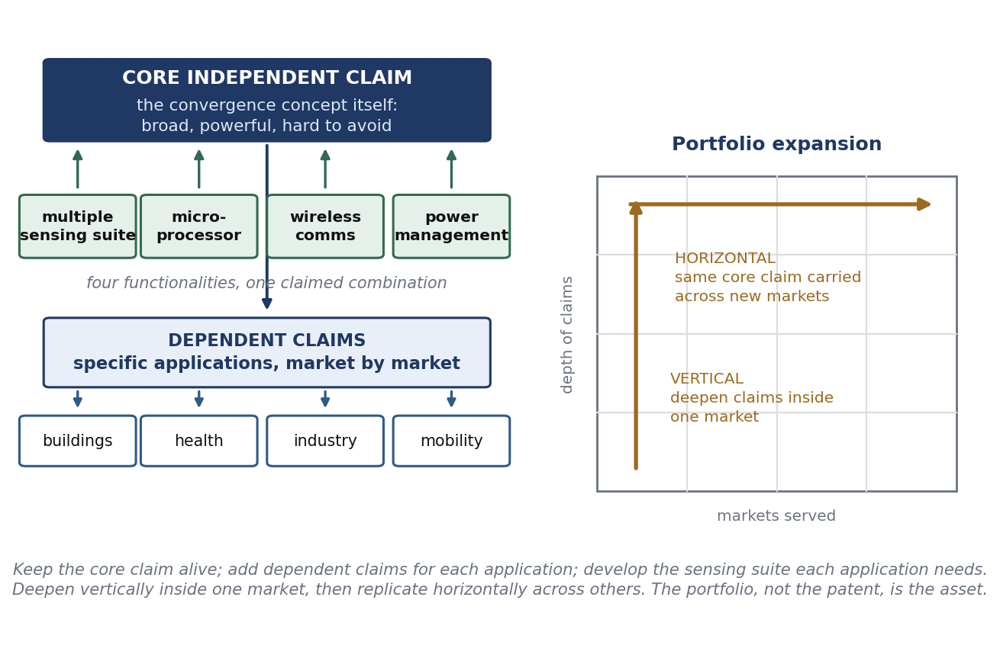 CORE INDEPENDENT CLAIM
the convergence concept itself:
broad, powerful, hard to avoid
multiple
sensing suite
micro-
processor
wireless
comms
power
management
four functionalities, one claimed combination
DEPENDENT CLAIMS
specific applications, market by market
buildings
health
industry
mobility
Portfolio expansion
depth of claims
HORIZONTAL
same core claim carried
across new markets
VERTICAL
deepen claims inside
one market
markets served
Keep the core claim alive; add dependent claims for each application; develop the sensing suite each application needs.
Deepen vertically inside one market, then replicate horizontally across others. The portfolio, not the patent, is the asset.